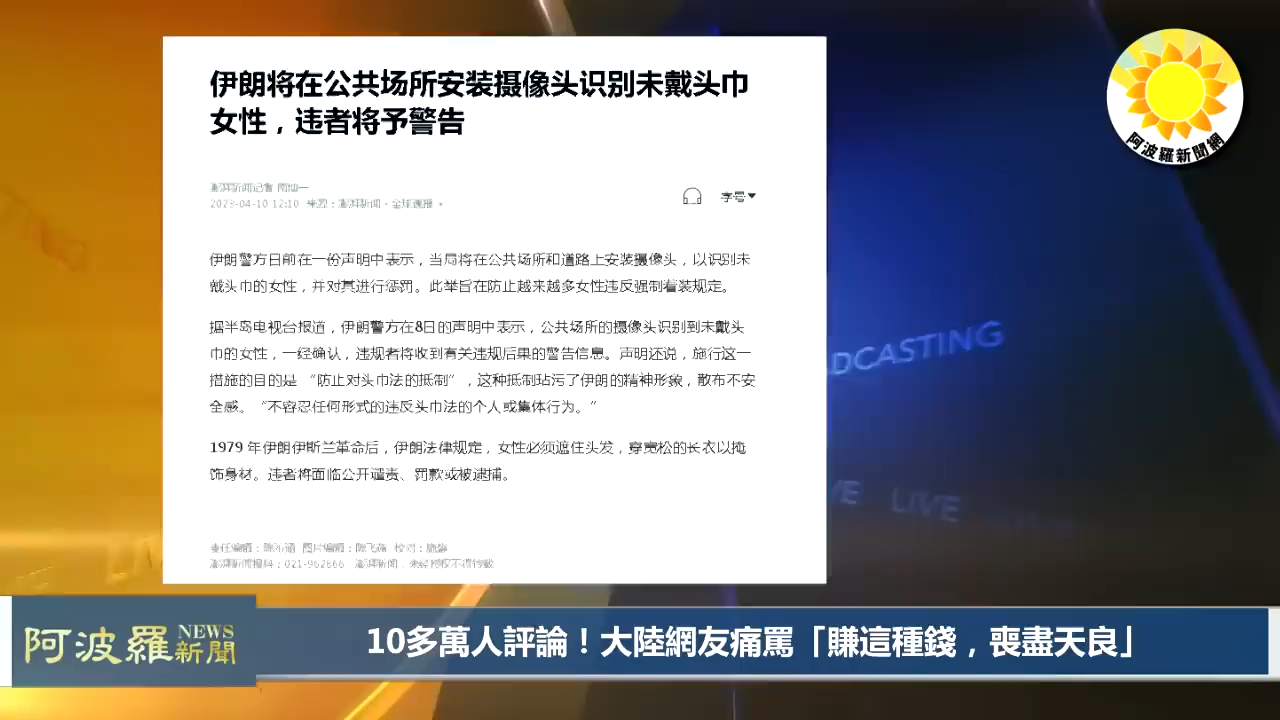 伊朗将在公共场所安装摄像头识别未戴头巾
女性，违者将予警告
阿波羅新聞網
2023-04-10 12:10 来源：澎湃新闻
字号
伊朗警方日前在一份声明中表示，当局将在公共场所和道路上安装摄像头，以识别未
戴头巾的女性，并对其进行惩罚。此举旨在防止越来越多女性违反强制着装规定。
据半岛电视台报道，伊朗警方在8日的声明中表示，公共场所的摄像头识别到未戴头
巾的女性，一经确认，违规者将收到有关违规后果的警告信息。声明还说，施行这一
措施的目的是 “防止对头巾法的抵制” ，这种抵制玷污了伊朗的精神形象，散布不安
全感。 “不容忍任何形式的违反头巾法的个人或集体行为。”
1979 年伊朗伊斯兰革命后，伊朗法律规定，女性必须遮住头发，穿宽松的长衣以掩
饰身材。违者将面临公开谴责、罚款或被逮捕。
DCASTING
LIVE
阿波羅 NEWS 新聞
10多萬人評論！大陸網友痛罵「賺這種錢，喪盡天良」